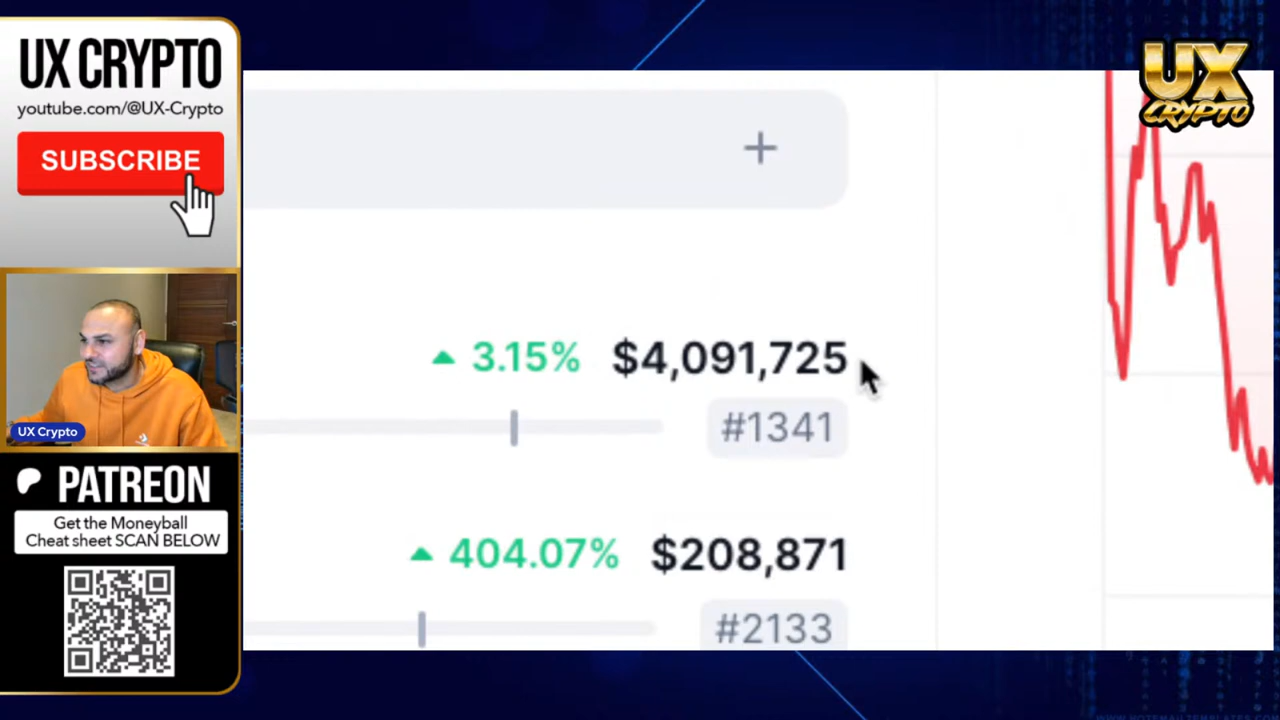 UX CRYPTO
youtube.com/@UX-Crypto
SUBSCRIBE
UX Crypto
PATREON
Get the Moneyball
Cheat sheet SCAN BELOW
UX
CRYPTO
+
▲ 3.15% $4,091,725
#1341
▲ 404.07% $208,871
#2133